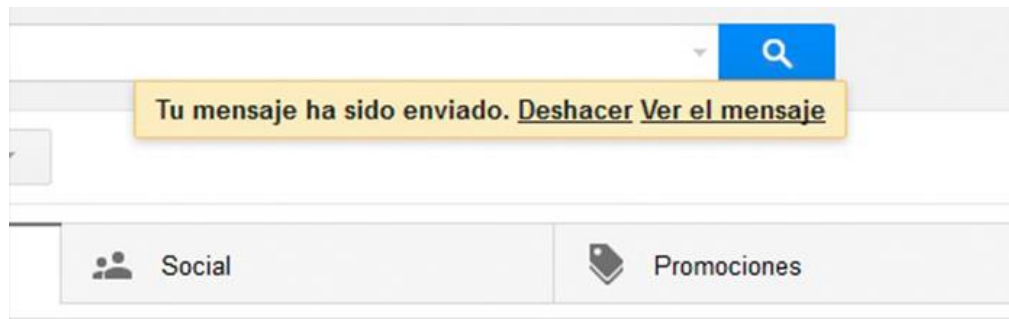 Tu mensaje ha sido enviado. Deshacer Ver el mensaje
Social
Promociones